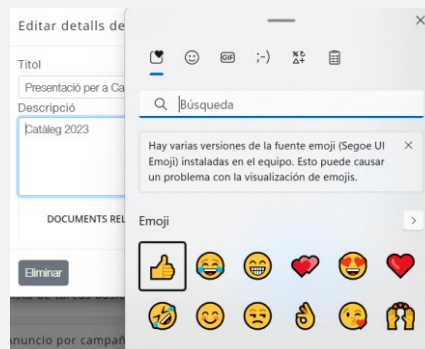 Editar detalls de
Títol
Presentació per a Ca
Descripció
Catàleg 2023
DOCUMENTS REL
Eliminar
Anuncio por campañ
GIF
;-)
Búsqueda
Hay varias versiones de la fuente emoji (Segoe UI
Emoji) instaladas en el equipo. Esto puede causar
un problema con la visualización de emojis.
Emoji